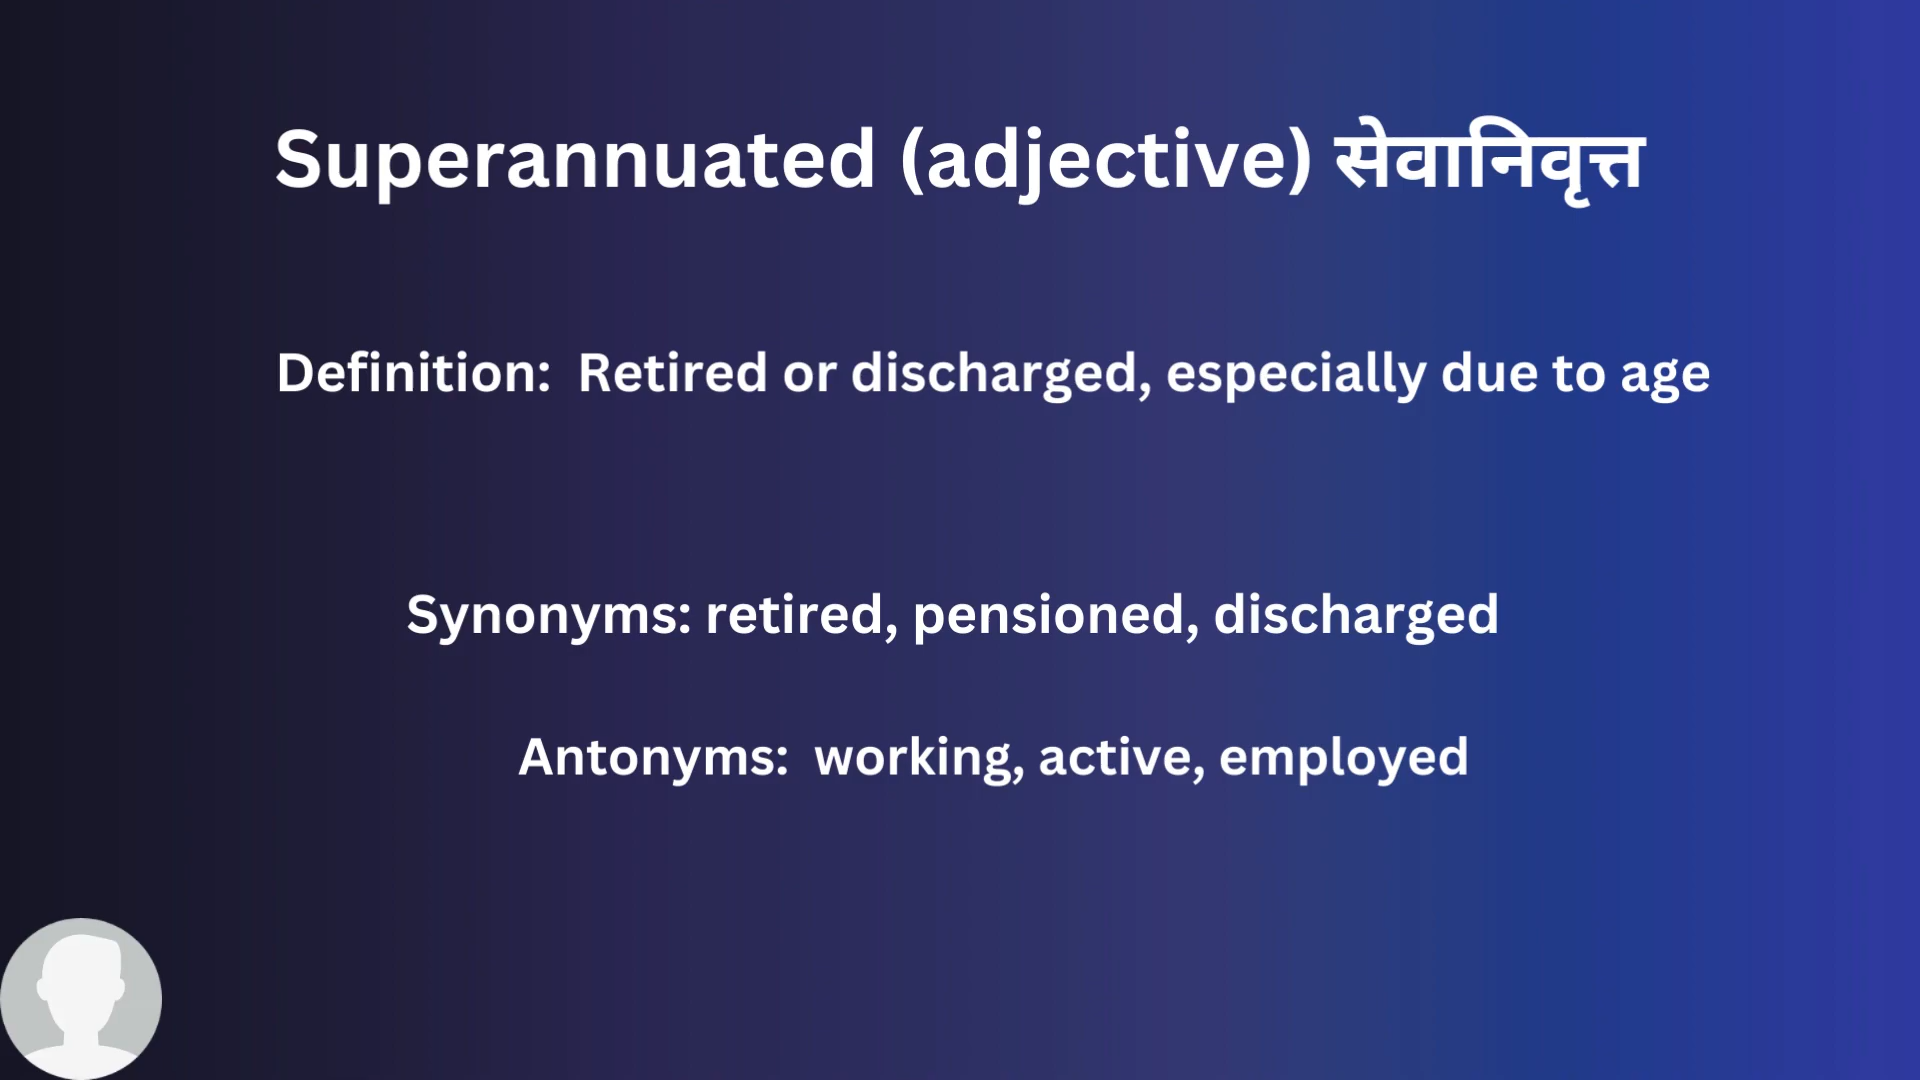 Superannuated (adjective) सेवानिवृत्त
Definition: Retired or discharged, especially due to age
Synonyms: retired, pensioned, discharged
Antonyms: working, active, employed